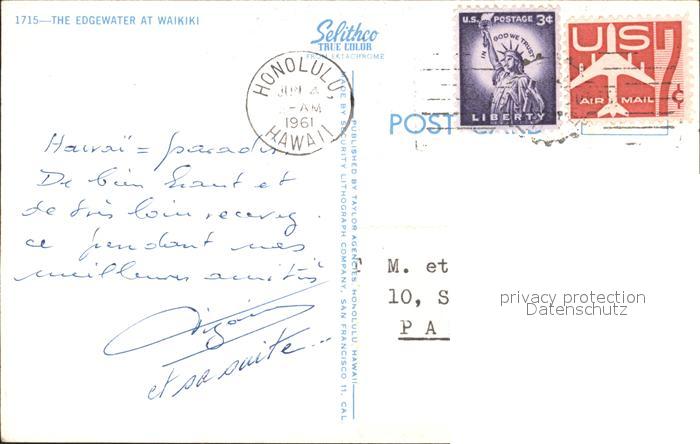 1715—THE EDGEWATER AT WAIKIKI
Selithco
TRUE COLOR
FROM EKTACHROME
HONOLULU,
JUN 4
-AM
1961
HAWAII
U.S. POSTAGE 3¢
IN GOD WE TRUST
LIBERTY
US
7¢
AIR MAIL
POST CARD
Hawaï = paradis
De bien haut et
de très loin recevez
ce pendant mes
meilleures amitiés
et sa suite...
PUBLISHED BY TAYLOR AGENCIES, HONOLULU, HAWAII
MADE BY SECURITY LITHOGRAPH COMPANY, SAN FRANCISCO 11, CAL
M. et
10, S
PA
privacy protection
Datenschutz